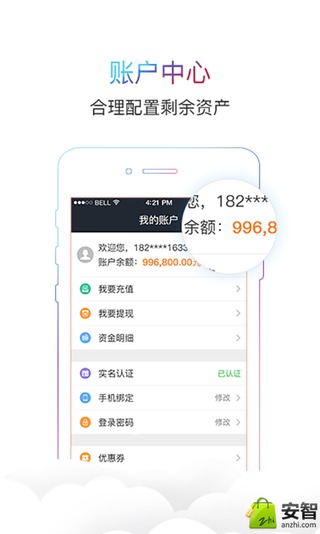 账户中心
合理配置剩余资产
BELL
4:21 PM
我的账户
您，182***
余额：996,8
欢迎您，182****1633
账户余额：996,800.00元
我要充值
我要提现
资金明细
实名认证 已认证
手机绑定 修改
登录密码 修改
优惠券
安智
anzhi.com
zhi